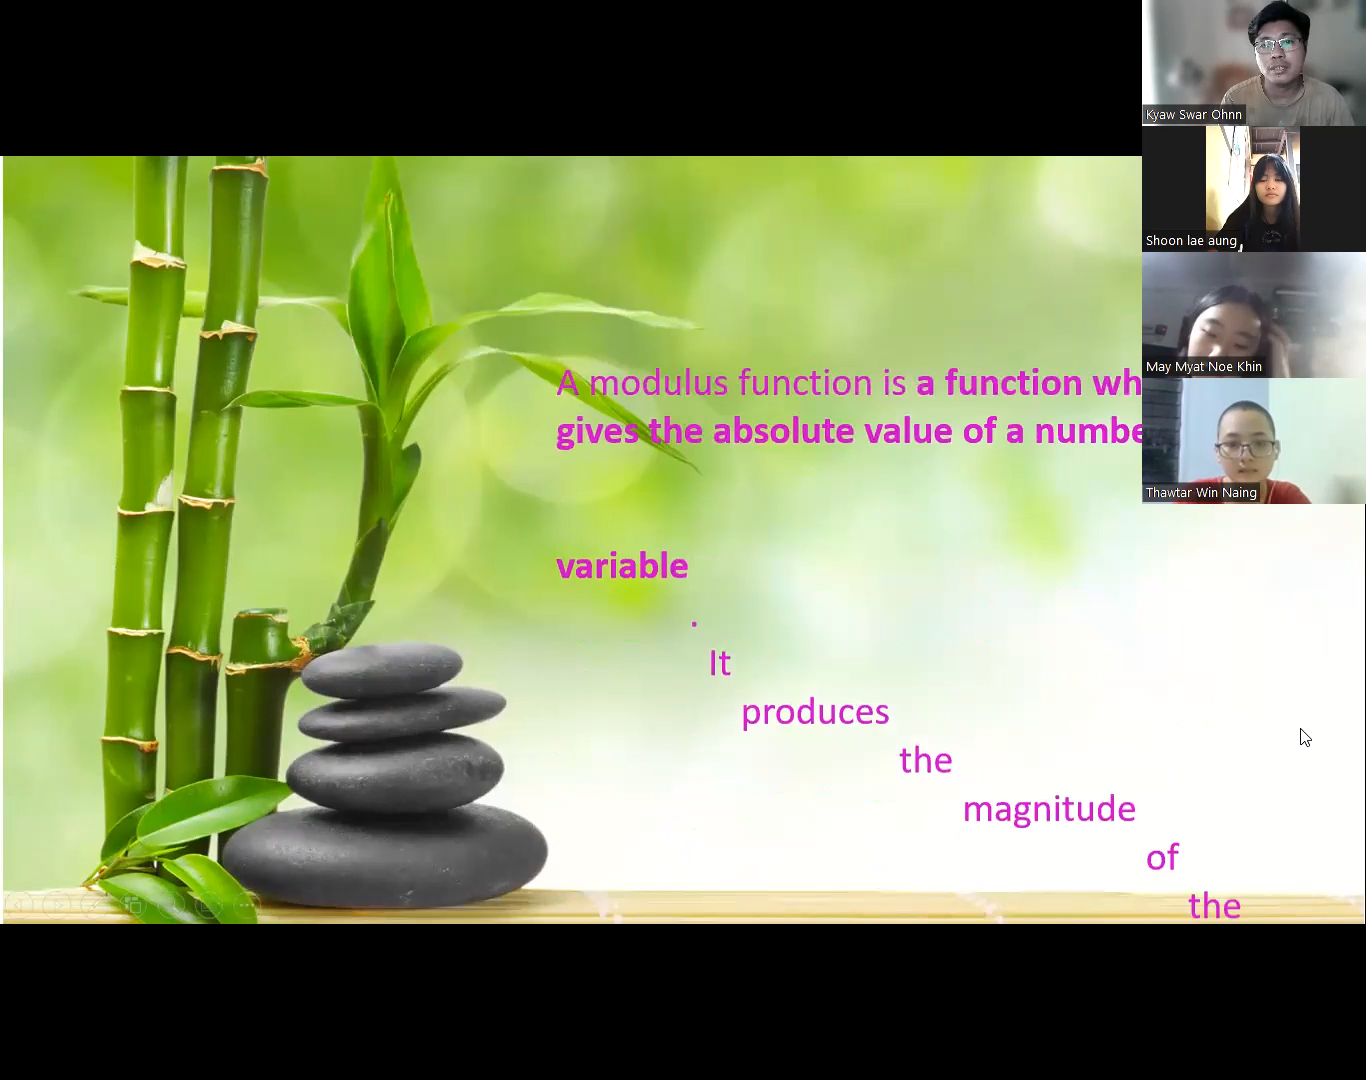 Kyaw Swar Ohnn
Shoon lae aung
May Myat Noe Khin
Thawtar Win Naing
A modulus function is a function wh
gives the absolute value of a numbe
variable
.
It
produces
the
magnitude
of
the